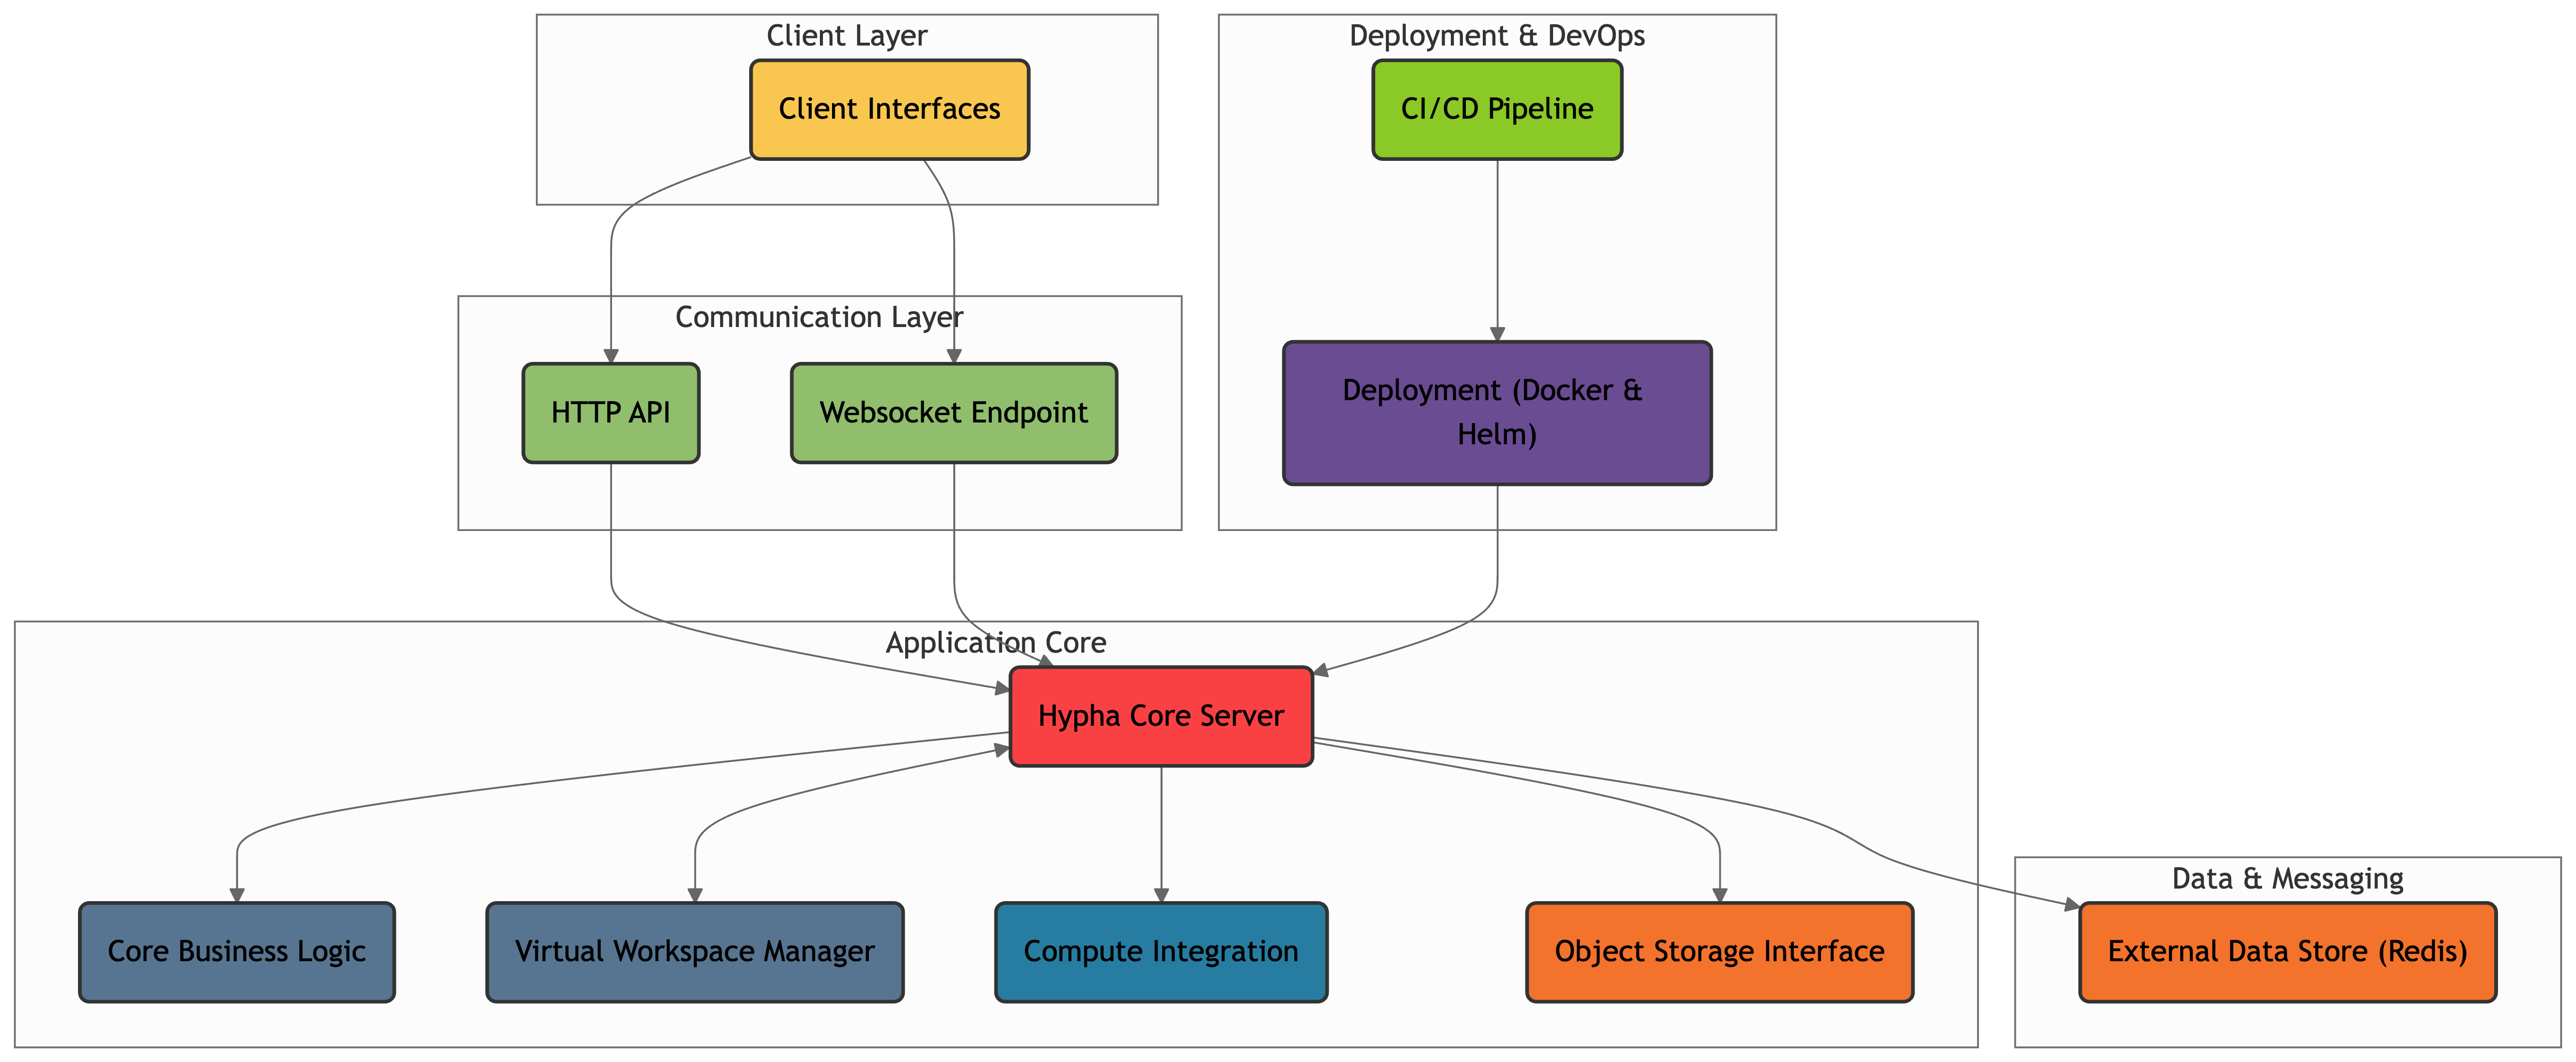 Client Layer
Client Interfaces
Deployment & DevOps
CI/CD Pipeline
Communication Layer
HTTP API
Websocket Endpoint
Deployment (Docker &
Helm)
Application Core
Hypha Core Server
Core Business Logic
Virtual Workspace Manager
Compute Integration
Object Storage Interface
Data & Messaging
External Data Store (Redis)